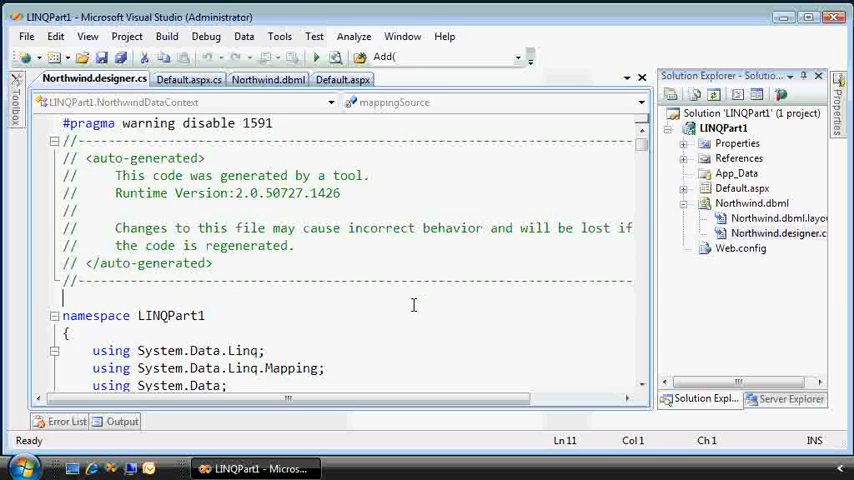 LINQPart1 - Microsoft Visual Studio (Administrator)
File Edit View Project Build Debug Data Tools Test Analyze Window Help
Add(
Northwind.designer.cs Default.aspx.cs Northwind.dbml Default.aspx
LINQPart1.NorthwindDataContext mappingSource
#pragma warning disable 1591
//------------------------------------------------------------------------------
// <auto-generated>
// This code was generated by a tool.
// Runtime Version:2.0.50727.1426
//
// Changes to this file may cause incorrect behavior and will be lost if
// the code is regenerated.
// </auto-generated>
//------------------------------------------------------------------------------
namespace LINQPart1
{
using System.Data.Linq;
using System.Data.Linq.Mapping;
using System.Data;
Toolbox
Solution Explorer - Solutio...
Solution 'LINQPart1' (1 project)
LINQPart1
Properties
References
App_Data
Default.aspx
Northwind.dbml
Northwind.dbml.layou
Northwind.designer.c
Web.config
Solution Expl... Server Explorer
Properties
Error List Output
Ready Ln 11 Col 1 Ch 1 INS
LINQPart1 - Micros...